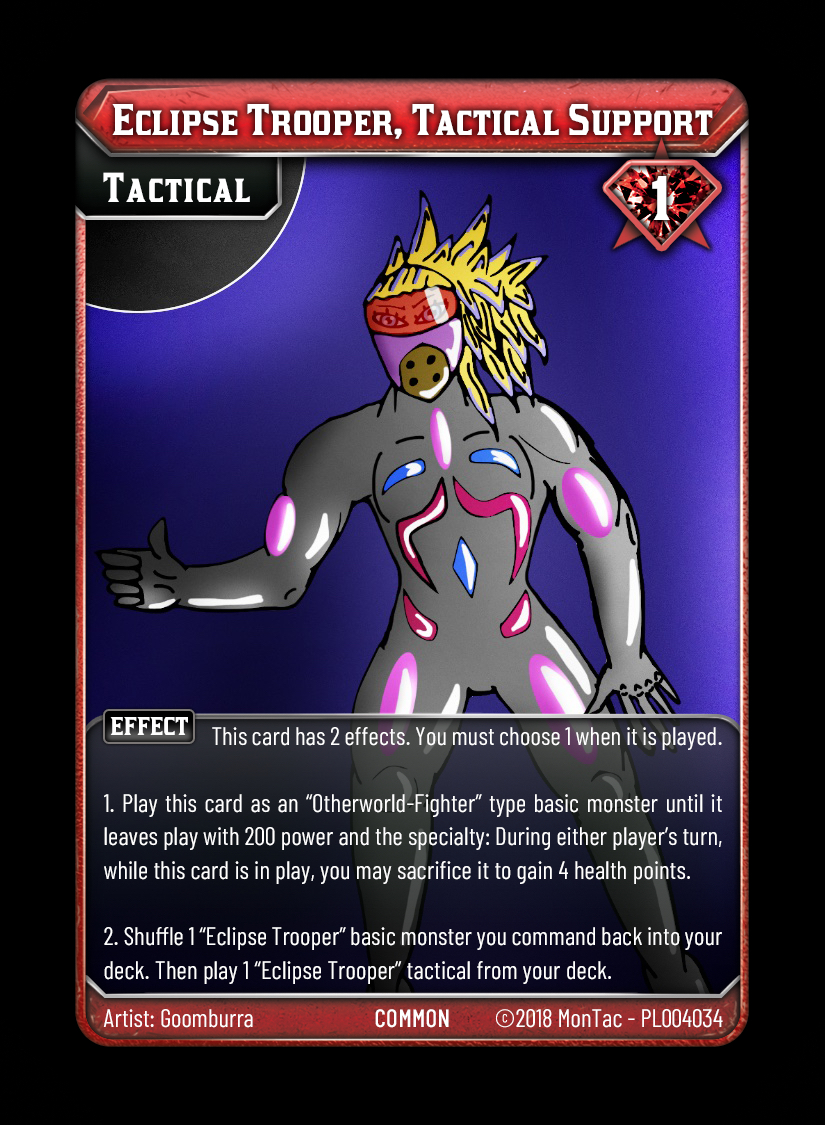 Eclipse Trooper, Tactical Support
Tactical
1
EFFECT
This card has 2 effects. You must choose 1 when it is played.
1. Play this card as an “Otherworld-Fighter” type basic monster until it
leaves play with 200 power and the specialty: During either player’s turn,
while this card is in play, you may sacrifice it to gain 4 health points.
2. Shuffle 1 “Eclipse Trooper” basic monster you command back into your
deck. Then play 1 “Eclipse Trooper” tactical from your deck.
Artist: Goomburra
COMMON
©2018 MonTac - PL004034